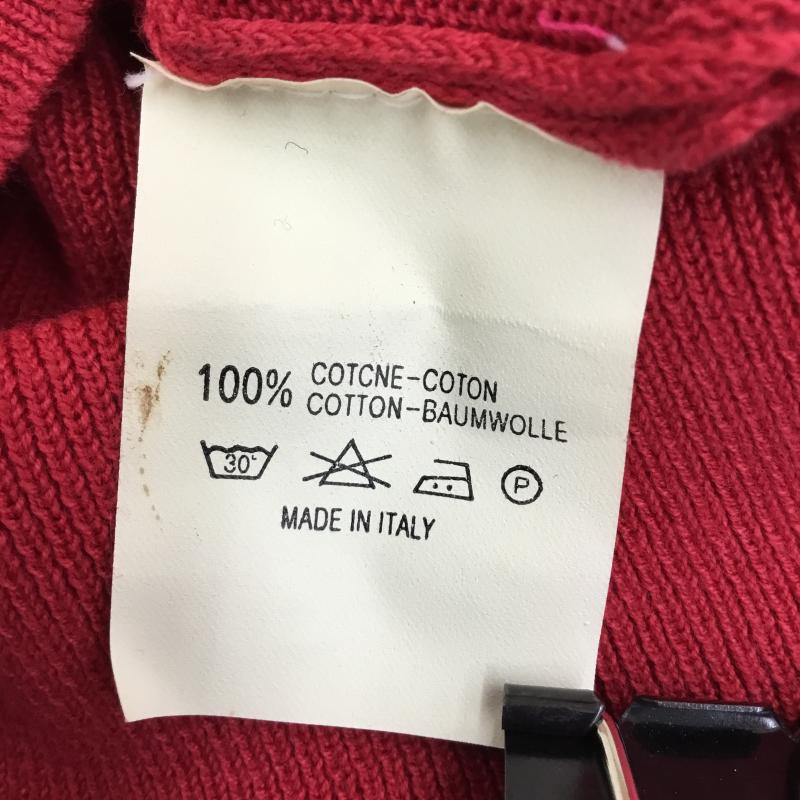 100% COTCNE-COTON
COTTON-BAUMWOLLE
30°
P
MADE IN ITALY